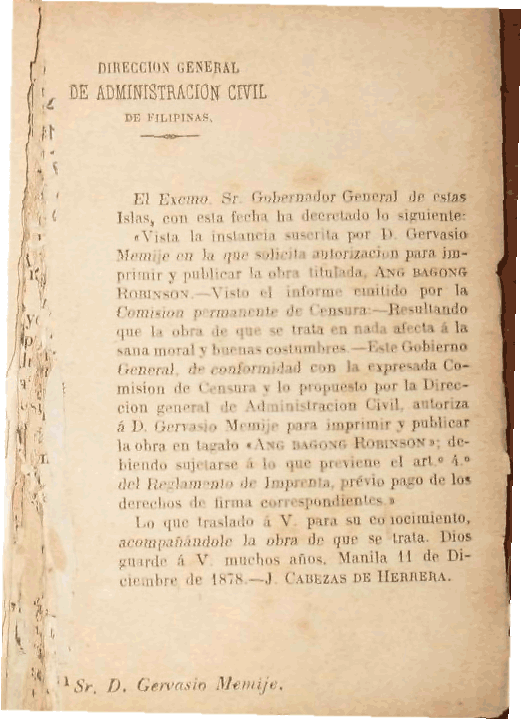 DIRECCION GENERAL
DE ADMINISTRACION CIVIL
DE FILIPINAS.
El Excmo. Sr. Gobernador General de estas
Islas, con esta fecha ha decretado lo siguiente:
«Vista la instancia suscrita por D. Gervasio
Memije en la que solicita autorizacion para im-
primir y publicar la obra titulada, ANG BAGONG
ROBINSON.—Visto el informe emitido por la
Comision permanente de Censura.—Resultando
que la obra de que se trata en nada afecta á la
sana moral y buenas costumbres.—Este Gobierno
General, de conformidad con la expresada Co-
mision de Censura y lo propuesto por la Direc-
cion general de Administracion Civil, autoriza
á D. Gervasio Memije para imprimir y publicar
la obra en tagalo «ANG BAGONG ROBINSON»; de-
biendo sujetarse á lo que previene el art.º 4.º
del Reglamento de Imprenta, prévio pago de los
derechos de firma correspondientes.»
Lo que traslado á V. para su co ocimiento,
acompañándole la obra de que se trata. Dios
guarde á V. muchos años. Manila 11 de Di-
ciembre de 1878.—J. CABEZAS DE HERRERA.
Sr. D. Gervasio Memije.